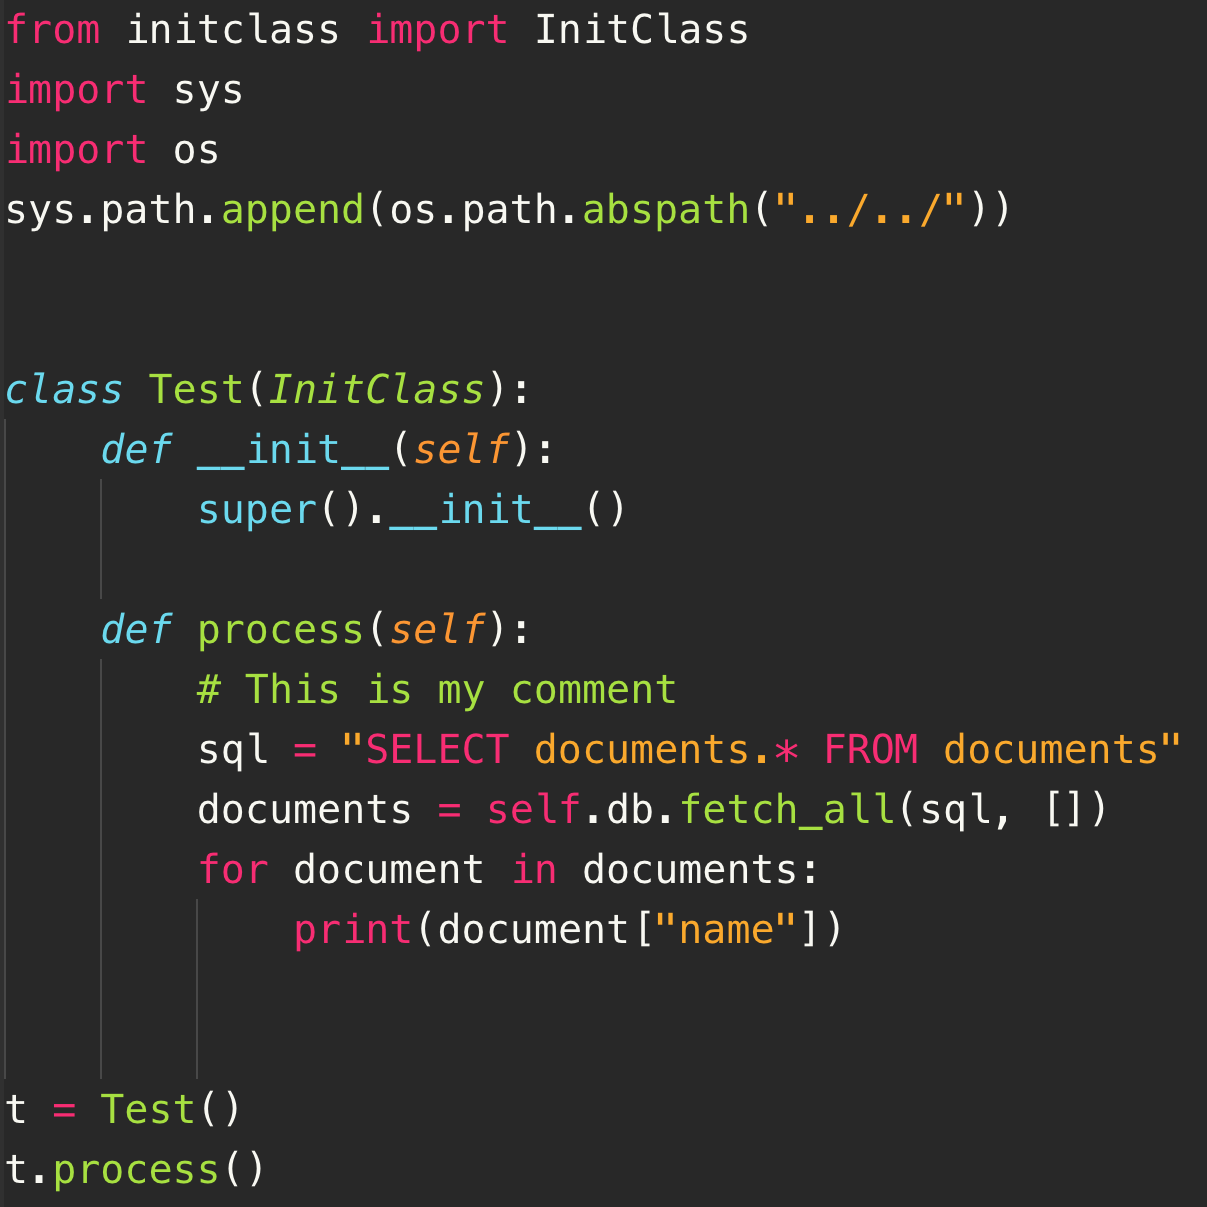 from initclass import InitClass
import sys
import os
sys.path.append(os.path.abspath("../../"))
class Test(InitClass):
    def __init__(self):
        super().__init__()
    def process(self):
        # This is my comment
        sql = "SELECT documents.* FROM documents"
        documents = self.db.fetch_all(sql, [])
        for document in documents:
            print(document["name"])
t = Test()
t.process()